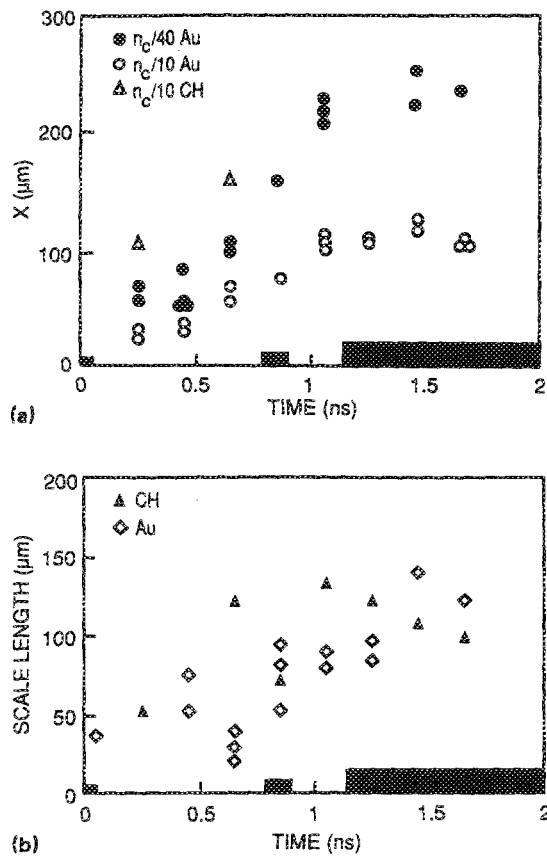 300
n_c/40 Au
n_c/10 Au
n_c/10 CH
200
X (μm)
100
0
0 0.5 1 1.5 2
TIME (ns)
(a)
200
CH
Au
150
SCALE LENGTH (μm)
100
50
0
0 0.5 1 1.5 2
TIME (ns)
(b)